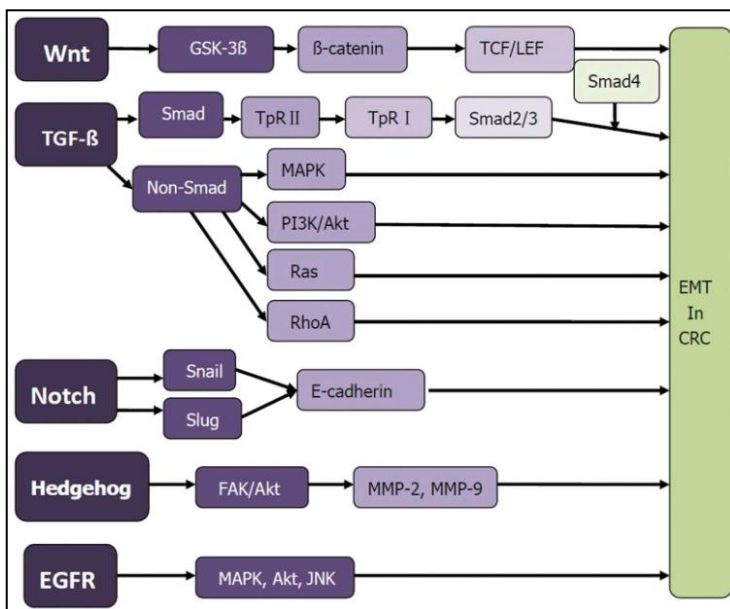 Wnt
GSK-3ß
ß-catenin
TCF/LEF
Smad4
TGF-ß
Smad
TpR II
TpR I
Smad2/3
Non-Smad
MAPK
PI3K/Akt
Ras
RhoA
EMT
In
CRC
Notch
Snail
Slug
E-cadherin
Hedgehog
FAK/Akt
MMP-2, MMP-9
EGFR
MAPK, Akt, JNK